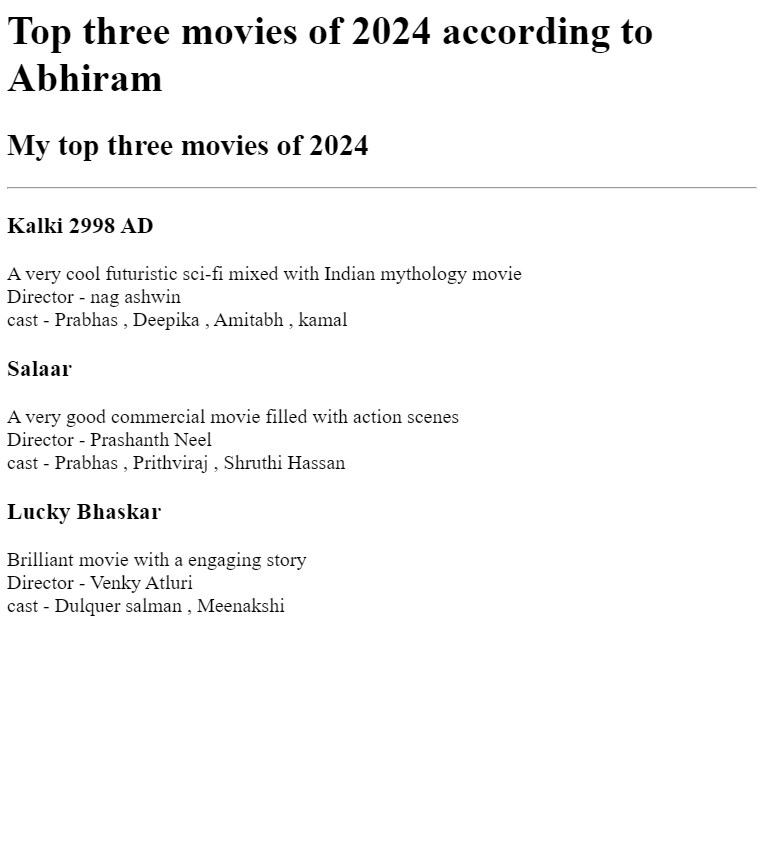 Top three movies of 2024 according to
Abhiram
My top three movies of 2024
Kalki 2998 AD
A very cool futuristic sci-fi mixed with Indian mythology movie
Director - nag ashwin
cast - Prabhas , Deepika , Amitabh , kamal
Salaar
A very good commercial movie filled with action scenes
Director - Prashanth Neel
cast - Prabhas , Prithviraj , Shruthi Hassan
Lucky Bhaskar
Brilliant movie with a engaging story
Director - Venky Atluri
cast - Dulquer salman , Meenakshi